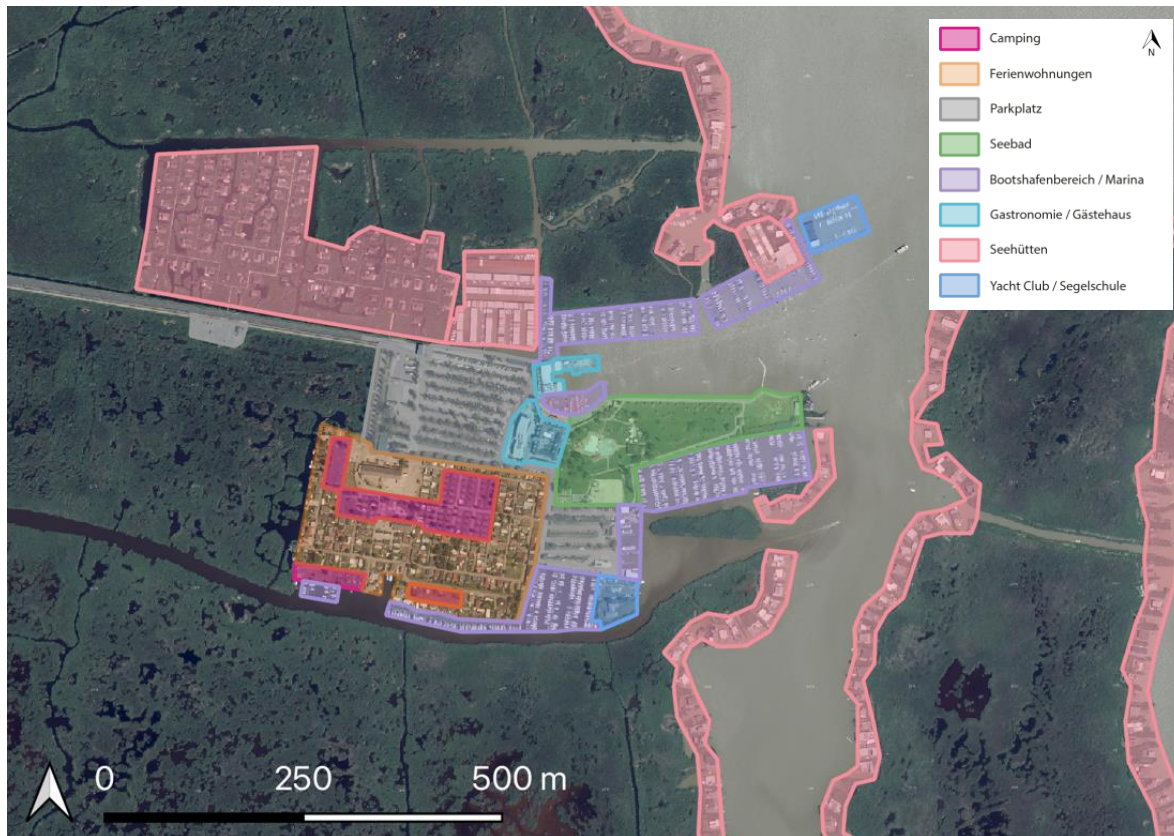 Camping
N
Ferienwohnungen
Parkplatz
Seebad
Bootshafenbereich / Marina
Gastronomie / Gästehaus
Seehütten
Yacht Club / Segelschule
0 250 500 m